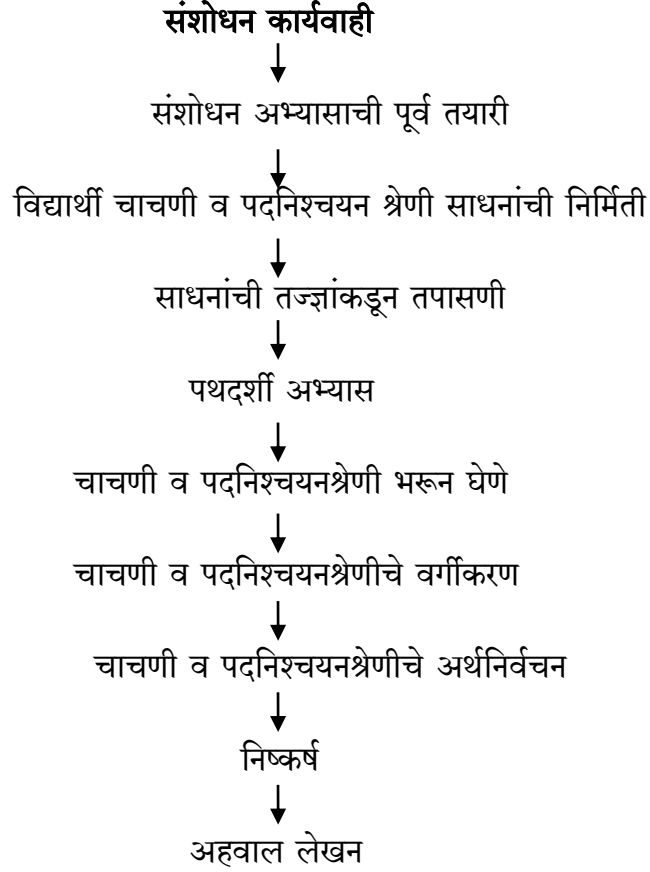 संशोधन कार्यवाही
संशोधन अभ्यासाची पूर्व तयारी
विद्यार्थी चाचणी व पदनिश्चयन श्रेणी साधनांची निर्मिती
साधनांची तज्ज्ञांकडून तपासणी
पथदर्शी अभ्यास
चाचणी व पदनिश्चयनश्रेणी भरून घेणे
चाचणी व पदनिश्चयनश्रेणीचे वर्गीकरण
चाचणी व पदनिश्चयनश्रेणीचे अर्थनिर्वचन
निष्कर्ष
अहवाल लेखन